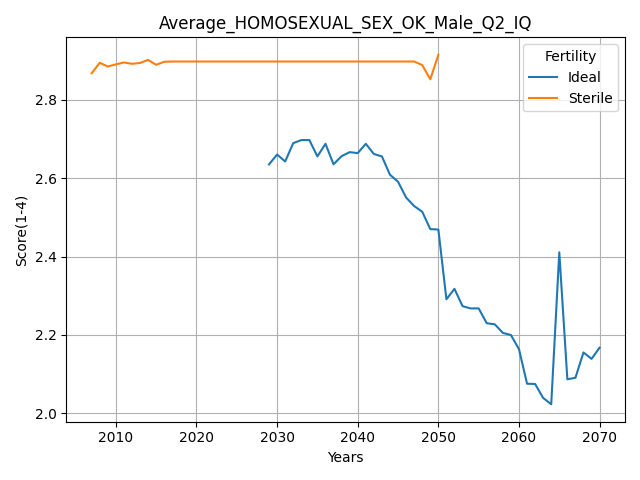 Average_HOMOSEXUAL_SEX_OK_Male_Q2_IQ
Fertility
Ideal
Sterile
Score(1-4)
2.8
2.6
2.4
2.2
2.0
2010 2020 2030 2040 2050 2060 2070
Years